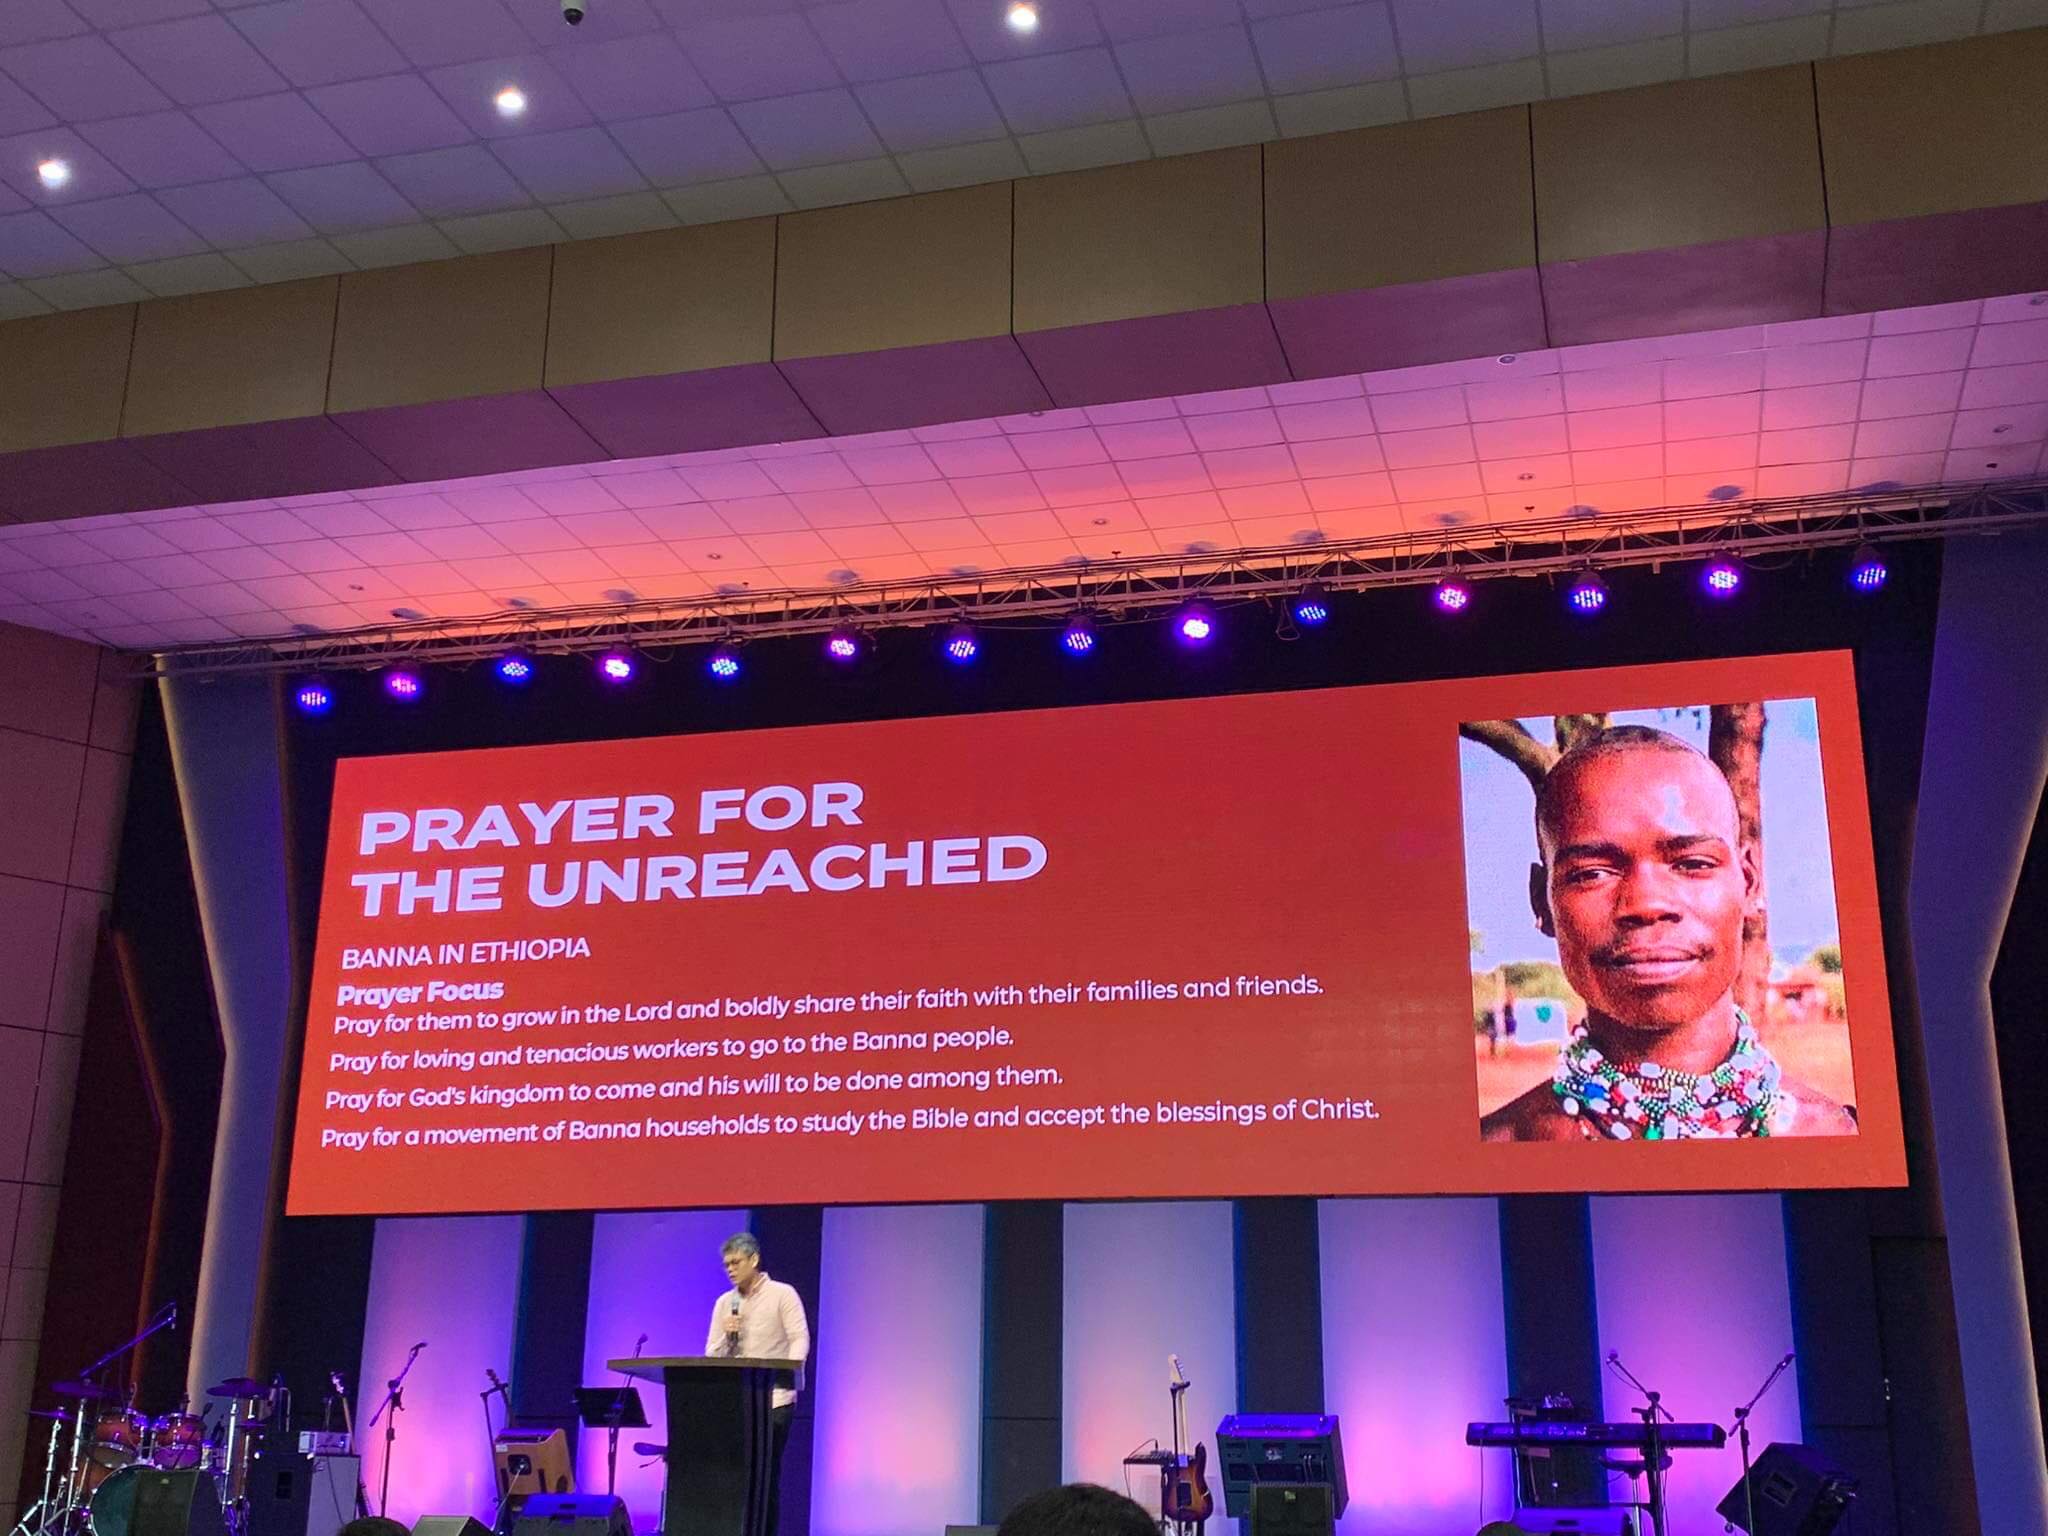 PRAYER FOR
THE UNREACHED
BANNA IN ETHIOPIA
Prayer Focus
Pray for them to grow in the Lord and boldly share their faith with their families and friends.
Pray for loving and tenacious workers to go to the Banna people.
Pray for God's kingdom to come and his will to be done among them.
Pray for a movement of Banna households to study the Bible and accept the blessings of Christ.